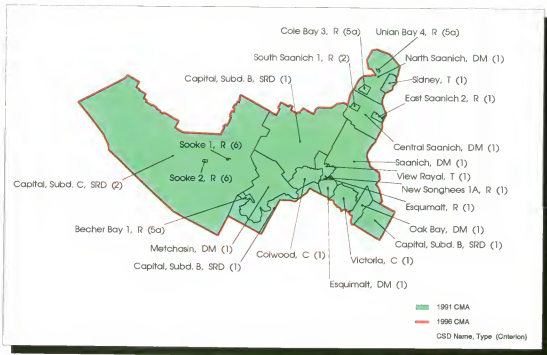 Cole Bay 3, R (5a)
Union Bay 4, R (5a)
South Saanich 1, R (2)
North Saanich, DM (1)
Capital, Subd. B, SRD (1)
Sidney, T (1)
East Saanich 2, R (1)
Central Saanich, DM (1)
Sooke 1, R (6)
Saanich, DM (1)
View Royal, T (1)
Capital, Subd. C, SRD (2)
Sooke 2, R (6)
New Songhees 1A, R (1)
Esquimalt, R (1)
Becher Bay 1, R (5a)
Oak Bay, DM (1)
Metchosin, DM (1)
Capital, Subd. B, SRD (1)
Colwood, C (1)
Victoria, C (1)
Capital, Subd. B, SRD (1)
Esquimalt, DM (1)
1991 CMA
1996 CMA
CSD Name, Type (Criterion)